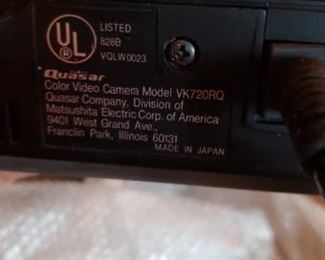 UL
®
LISTED
828B
VQLW0023
Quasar
Color Video Camera Model VK720RQ
Quasar Company, Division of
Matsushita Electric Corp. of America
9401 West Grand Ave.,
Franclin Park, Illinois 60131
MADE IN JAPAN